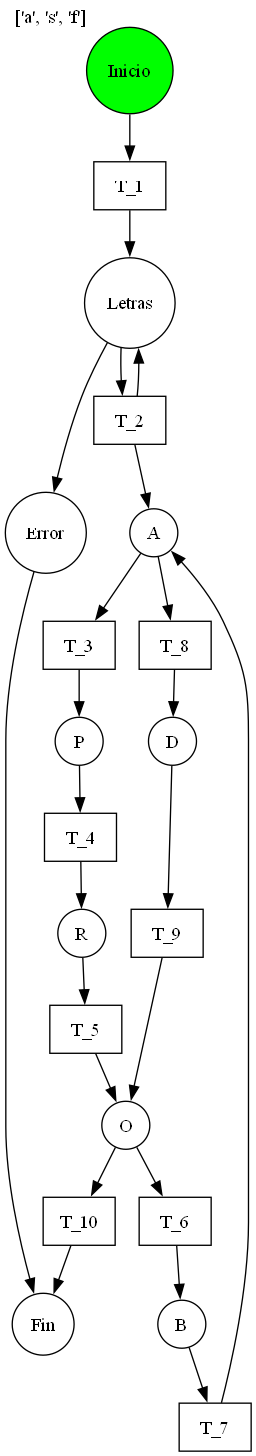 ['a', 's', 'f']
Inicio
T_1
Letras
T_2
Error
A
T_3
T_8
P
D
T_4
R
T_9
T_5
O
T_10
T_6
Fin
B
T_7